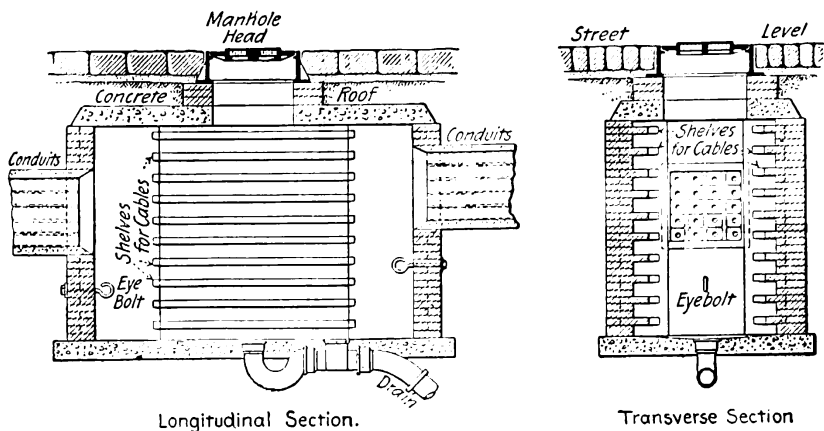 Manhole
Head
Concrete
Roof
Conduits
Conduits
Shelves
for Cables
Eye
Bolt
Drain
Longitudinal Section.
Street
Level
Shelves
for Cables
Eyebolt
Transverse Section